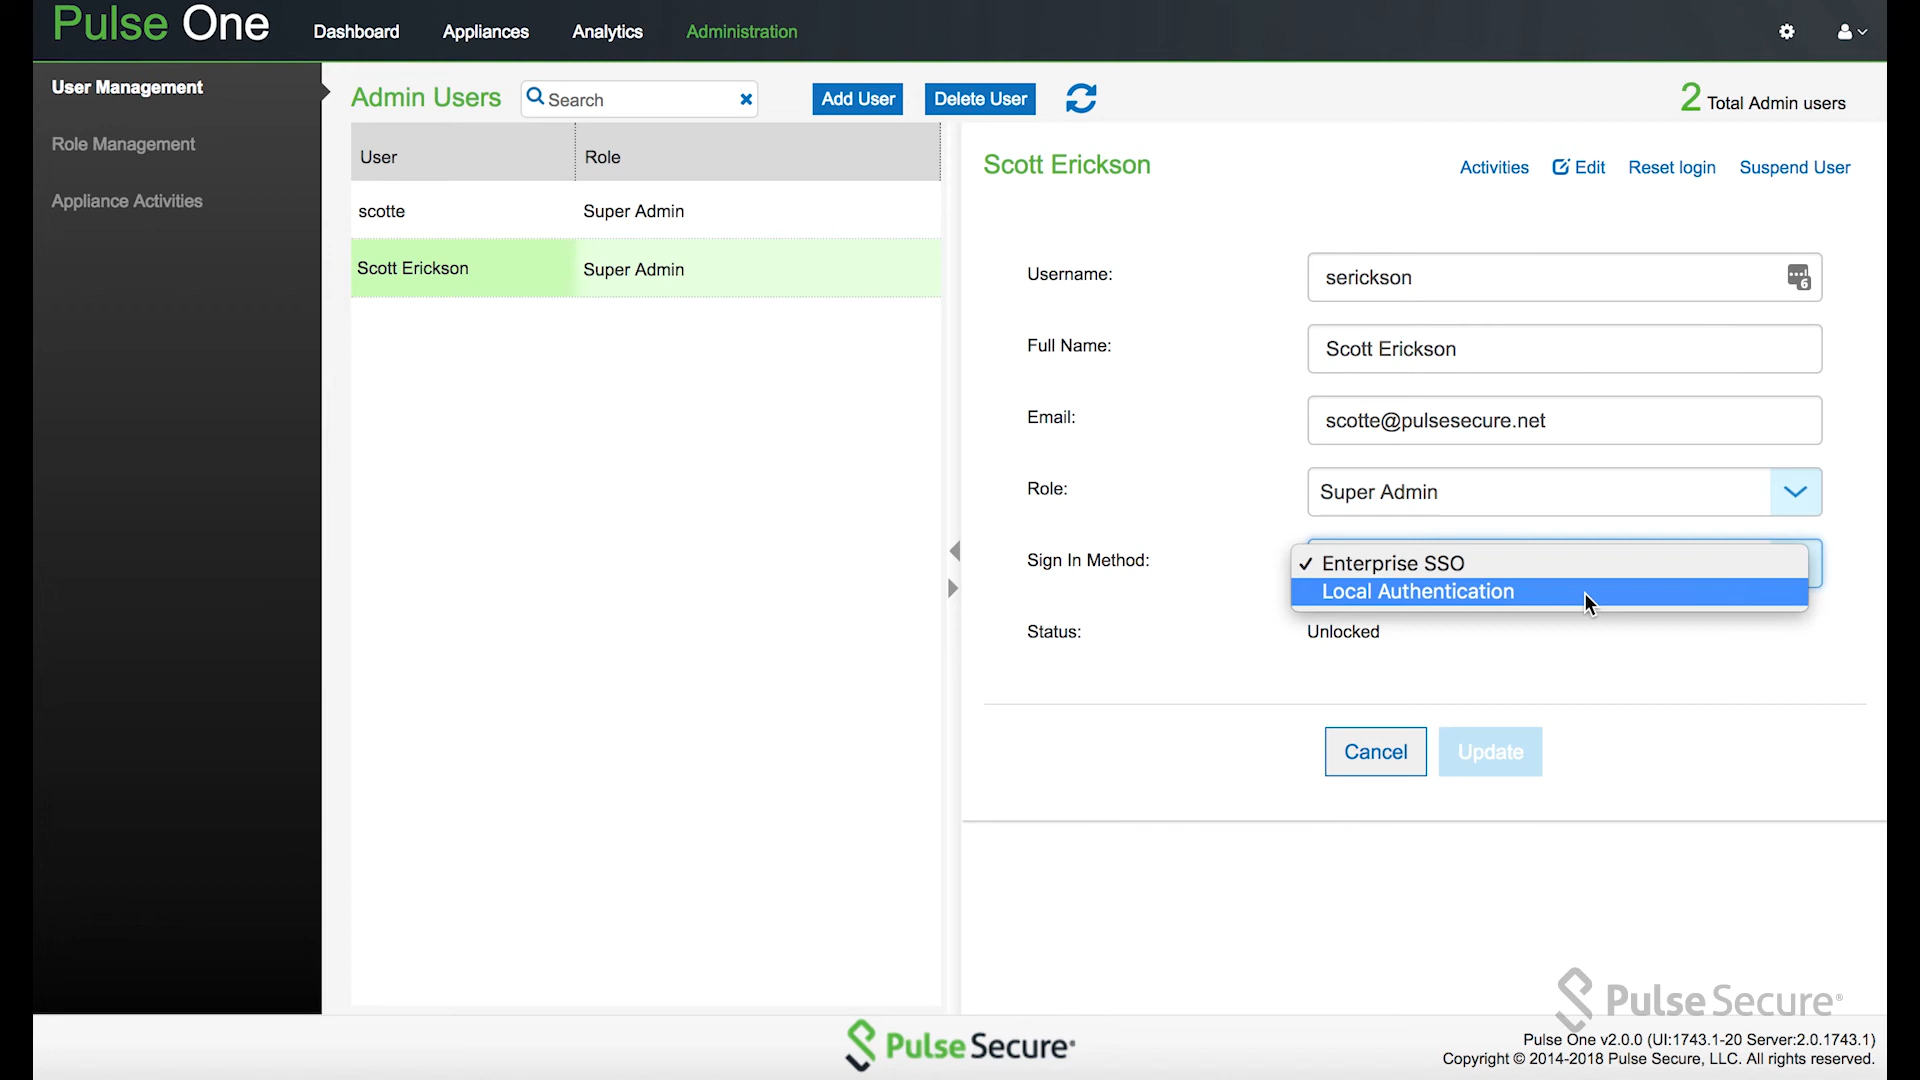 Pulse One
Dashboard Appliances Analytics Administration
User Management
Role Management
Appliance Activities
Admin Users
Search
Add User
Delete User
2 Total Admin users
User Role
scotte Super Admin
Scott Erickson Super Admin
Scott Erickson
Activities Edit Reset login Suspend User
Username: serickson
6
Full Name: Scott Erickson
Email: scotte@pulsesecure.net
Role: Super Admin
Sign In Method: ✓ Enterprise SSO
Local Authentication
Status: Unlocked
Cancel Update
Pulse Secure®
Pulse Secure®
Pulse One v2.0.0 (UI:1743.1-20 Server:2.0.1743.1)
Copyright © 2014-2018 Pulse Secure, LLC. All rights reserved.